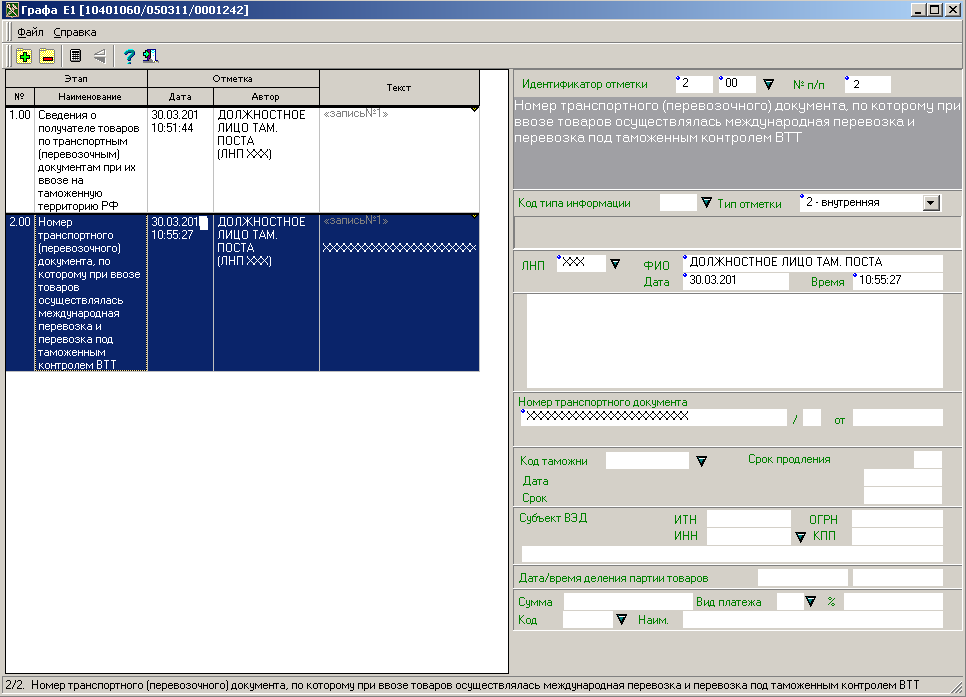 Графа Е1 [10401060/050311/0001242]
Файл Справка
Этап Отметка Текст
№ Наименование Дата Автор
1.00 Сведения о 30.03.201 ДОЛЖНОСТНОЕ «запись№1»
получателе товаров 10:51:44 ЛИЦО ТАМ.
по транспортным ПОСТА
(перевозочным) (ЛНП ХХХ)
документам при их
ввозе на
таможенную
территорию РФ
2.00 Номер 30.03.201 ДОЛЖНОСТНОЕ «запись№1»
транспортного 10:55:27 ЛИЦО ТАМ.
(перевозочного) ПОСТА XXXXXXXXXXXXXXXXXXXX
документа, по (ЛНП ХХХ)
которому при ввозе
товаров
осуществлялась
международная
перевозка и
перевозка под
таможенным
контролем ВТТ
Идентификатор отметки 2 00 № п/п 2
Номер транспортного (перевозочного) документа, по которому при
ввозе товаров осуществлялась международная перевозка и
перевозка под таможенным контролем ВТТ
Код типа информации Тип отметки 2 - внутренняя
ЛНП XXX ФИО ДОЛЖНОСТНОЕ ЛИЦО ТАМ. ПОСТА
Дата 30.03.201 Время 10:55:27
Номер транспортного документа
XXXXXXXXXXXXXXXXXXXXX / от
Код таможни Срок продления
Дата
Срок
Субъект ВЭД ИТН ОГРН
ИНН КПП
Дата/время деления партии товаров
Сумма Вид платежа %
Код Наим.
2/2. Номер транспортного (перевозочного) документа, по которому при ввозе товаров осуществлялась международная перевозка и перевозка под таможенным контролем ВТТ